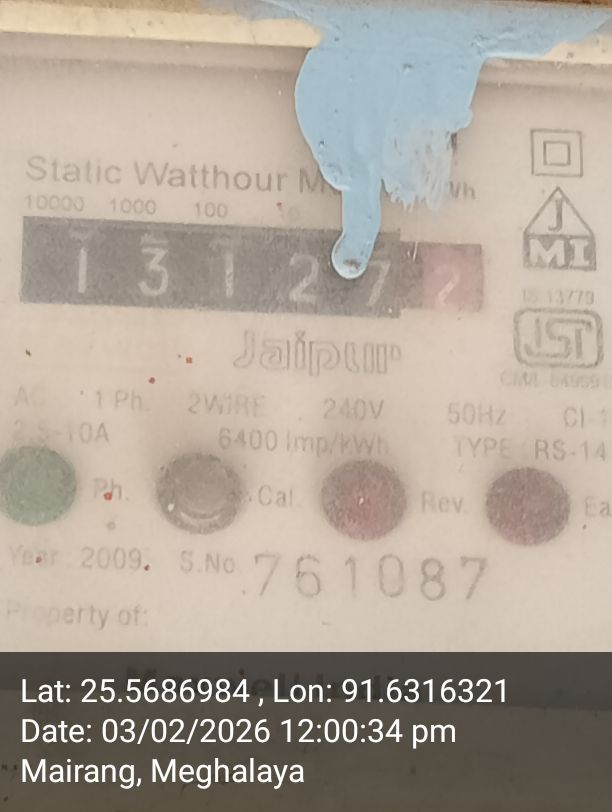 Static Watthour
10000 1000 100 10
1 3 1 2 7 2
J
MI
IS 13779
ISI
Jaipur
AC 1 Ph. 2WIRE 240V 50Hz Cl-1
2.5-10A 6400 Imp/kWh TYPE RS-14
Ph. Cal. Rev. Ea
Year 2009. S.No. 761087
Property of:
Lat: 25.5686984 , Lon: 91.6316321
Date: 03/02/2026 12:00:34 pm
Mairang, Meghalaya